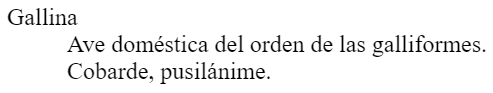 Gallina
Ave doméstica del orden de las galliformes.
Cobarde, pusilánime.